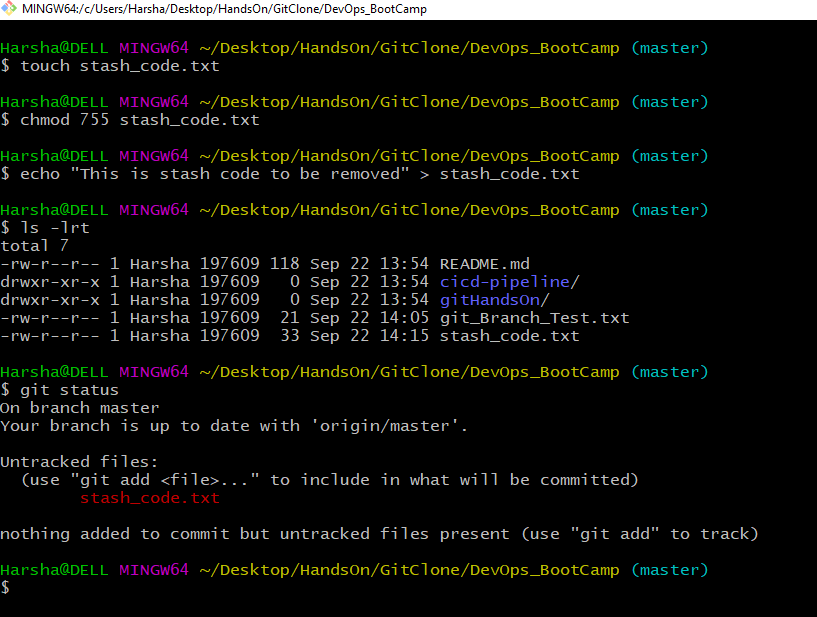 MINGW64:/c/Users/Harsha/Desktop/HandsOn/GitClone/DevOps_BootCamp
Harsha@DELL MINGW64 ~/Desktop/HandsOn/GitClone/DevOps_BootCamp (master)
$ touch stash_code.txt
Harsha@DELL MINGW64 ~/Desktop/HandsOn/GitClone/DevOps_BootCamp (master)
$ chmod 755 stash_code.txt
Harsha@DELL MINGW64 ~/Desktop/HandsOn/GitClone/DevOps_BootCamp (master)
$ echo "This is stash code to be removed" > stash_code.txt
Harsha@DELL MINGW64 ~/Desktop/HandsOn/GitClone/DevOps_BootCamp (master)
$ ls -lrt
total 7
-rw-r--r-- 1 Harsha 197609 118 Sep 22 13:54 README.md
drwxr-xr-x 1 Harsha 197609   0 Sep 22 13:54 cicd-pipeline/
drwxr-xr-x 1 Harsha 197609   0 Sep 22 13:54 gitHandsOn/
-rw-r--r-- 1 Harsha 197609  21 Sep 22 14:05 git_Branch_Test.txt
-rw-r--r-- 1 Harsha 197609  33 Sep 22 14:15 stash_code.txt
Harsha@DELL MINGW64 ~/Desktop/HandsOn/GitClone/DevOps_BootCamp (master)
$ git status
On branch master
Your branch is up to date with 'origin/master'.
Untracked files:
  (use "git add <file>..." to include in what will be committed)
        stash_code.txt
nothing added to commit but untracked files present (use "git add" to track)
Harsha@DELL MINGW64 ~/Desktop/HandsOn/GitClone/DevOps_BootCamp (master)
$